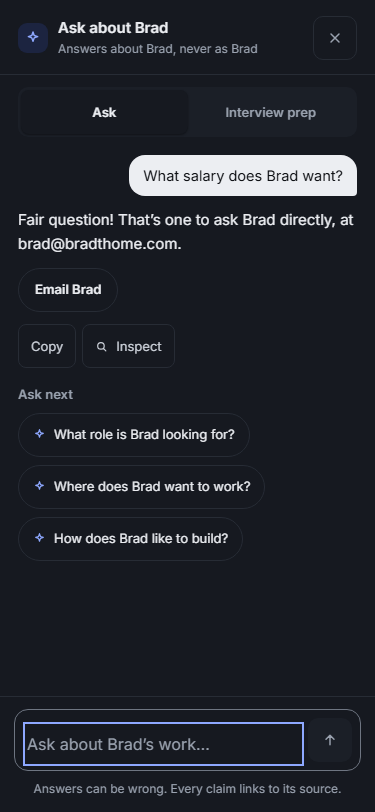 Ask about Brad
Answers about Brad, never as Brad
Ask
Interview prep
What salary does Brad want?
Fair question! That's one to ask Brad directly, at
brad@bradthome.com.
Email Brad
Copy
Inspect
Ask next
What role is Brad looking for?
Where does Brad want to work?
How does Brad like to build?
Ask about Brad's work...
Answers can be wrong. Every claim links to its source.